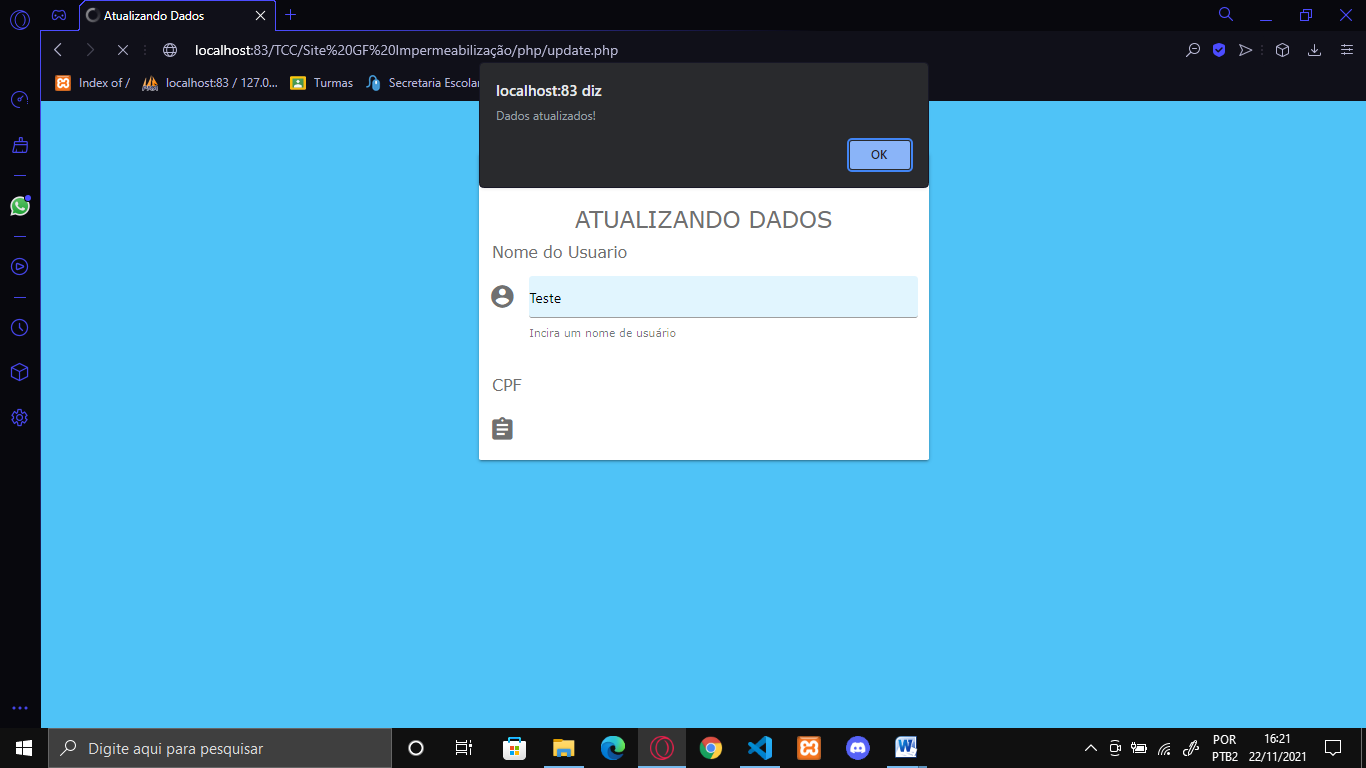 Atualizando Dados
localhost:83/TCC/Site%20GF%20Impermeabilização/php/update.php
Index of /
localhost:83 / 127.0...
Turmas
Secretaria Escolar
localhost:83 diz
Dados atualizados!
OK
ATUALIZANDO DADOS
Nome do Usuario
Teste
Incira um nome de usuário
CPF
Digite aqui para pesquisar
POR
PTB2
16:21
22/11/2021